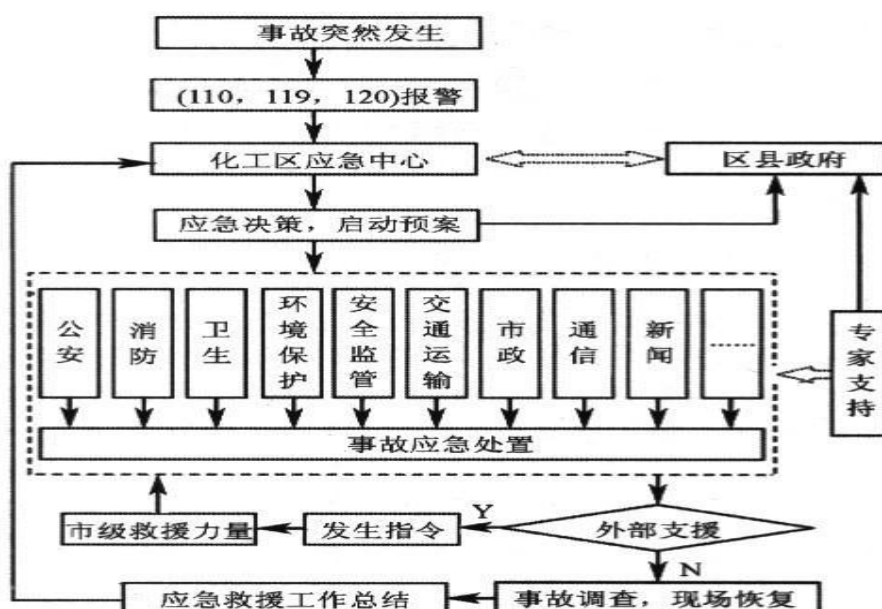 事故突然发生
(110，119，120)报警
化工区应急中心
区县政府
应急决策，启动预案
公安
消防
卫生
环境保护
安全监管
交通运输
市政
通信
新闻
……
专家支持
事故应急处置
市级救援力量
发生指令
Y
外部支援
N
应急救援工作总结
事故调查，现场恢复